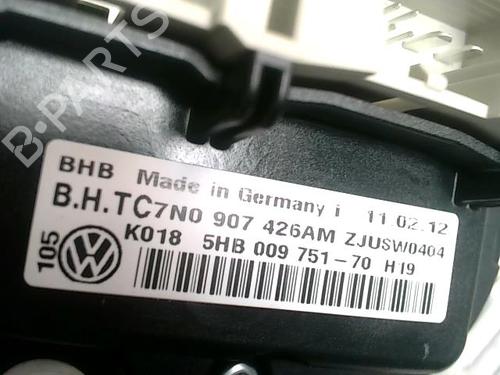 B-PARTS
BHB Made in Germany i 11.02.12
B.H.TC7N0 907 426AM ZJUSW0404
105 K018 5HB 009 751-70 H19